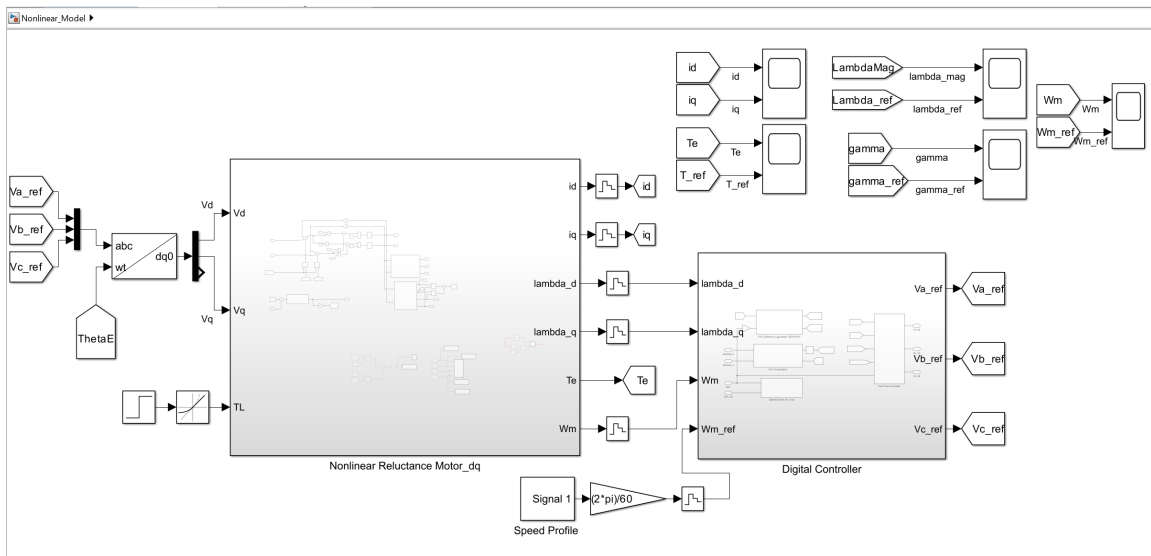 Nonlinear_Model
id
id
iq
iq
Te
Te
T_ref
T_ref
LambdaMag
lambda_mag
Lambda_ref
lambda_ref
gamma
gamma
gamma_ref
gamma_ref
Wm
Wm
Wm_ref
Wm_ref
Va_ref
Vb_ref
Vc_ref
abc
wt
dq0
ThetaE
Vd
Vq
Vd
Vq
TL
id
iq
lambda_d
lambda_q
Te
Wm
Nonlinear Reluctance Motor_dq
id
iq
Te
lambda_d
lambda_q
Wm
Wm_ref
Va_ref
Vb_ref
Vc_ref
Digital Controller
Va_ref
Vb_ref
Vc_ref
Signal 1
(2*pi)/60
Speed Profile